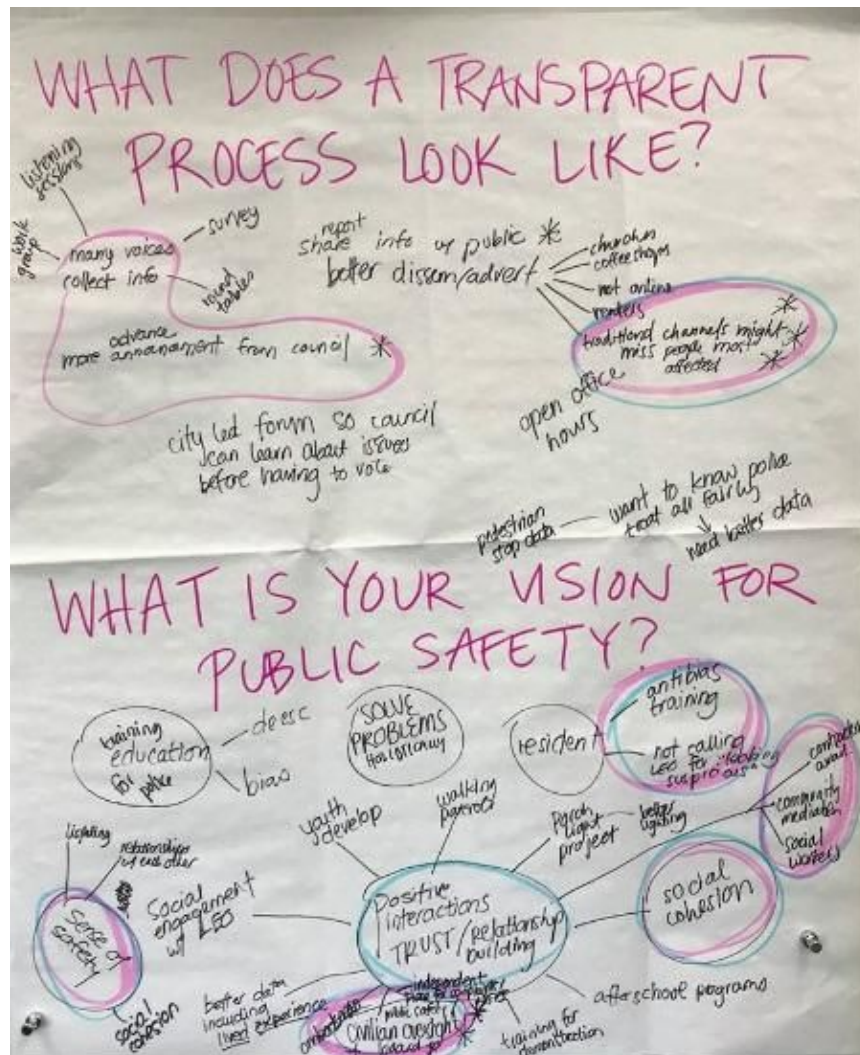 WHAT DOES A TRANSPARENT
PROCESS LOOK LIKE?
listening
sessions
work
group
many voices
collect info
survey
round
tables
advance
more announcment from council *
report
share info w/ public *
better dissem/advert
churches
coffee shops
not online
renters
traditional channels might *
miss people most *
affected *
open office
hours
city led forum so council
can learn about issues
before having to vote
pedestrian
stop data
want to know police
treat all fairly
need better data
WHAT IS YOUR VISION FOR
PUBLIC SAFETY?
training
education
for police
deesc
bias
SOLVE
PROBLEMS
HOLISTICALLY
resident
antibias
training
not calling
LEO for "looking
suspicious"
community
mediation
social
workers
lighting
relationships
w/ each other
sense of
safety
social
cohesion
youth
develop
walking
patrols
porch
light
project
better
lighting
Social
engagement
w/ LEO
positive
interactions
TRUST/relationship
building
social
cohesion
better data
including
lived experience
independent
public safety
civilian oversight
training for
afterschool programs